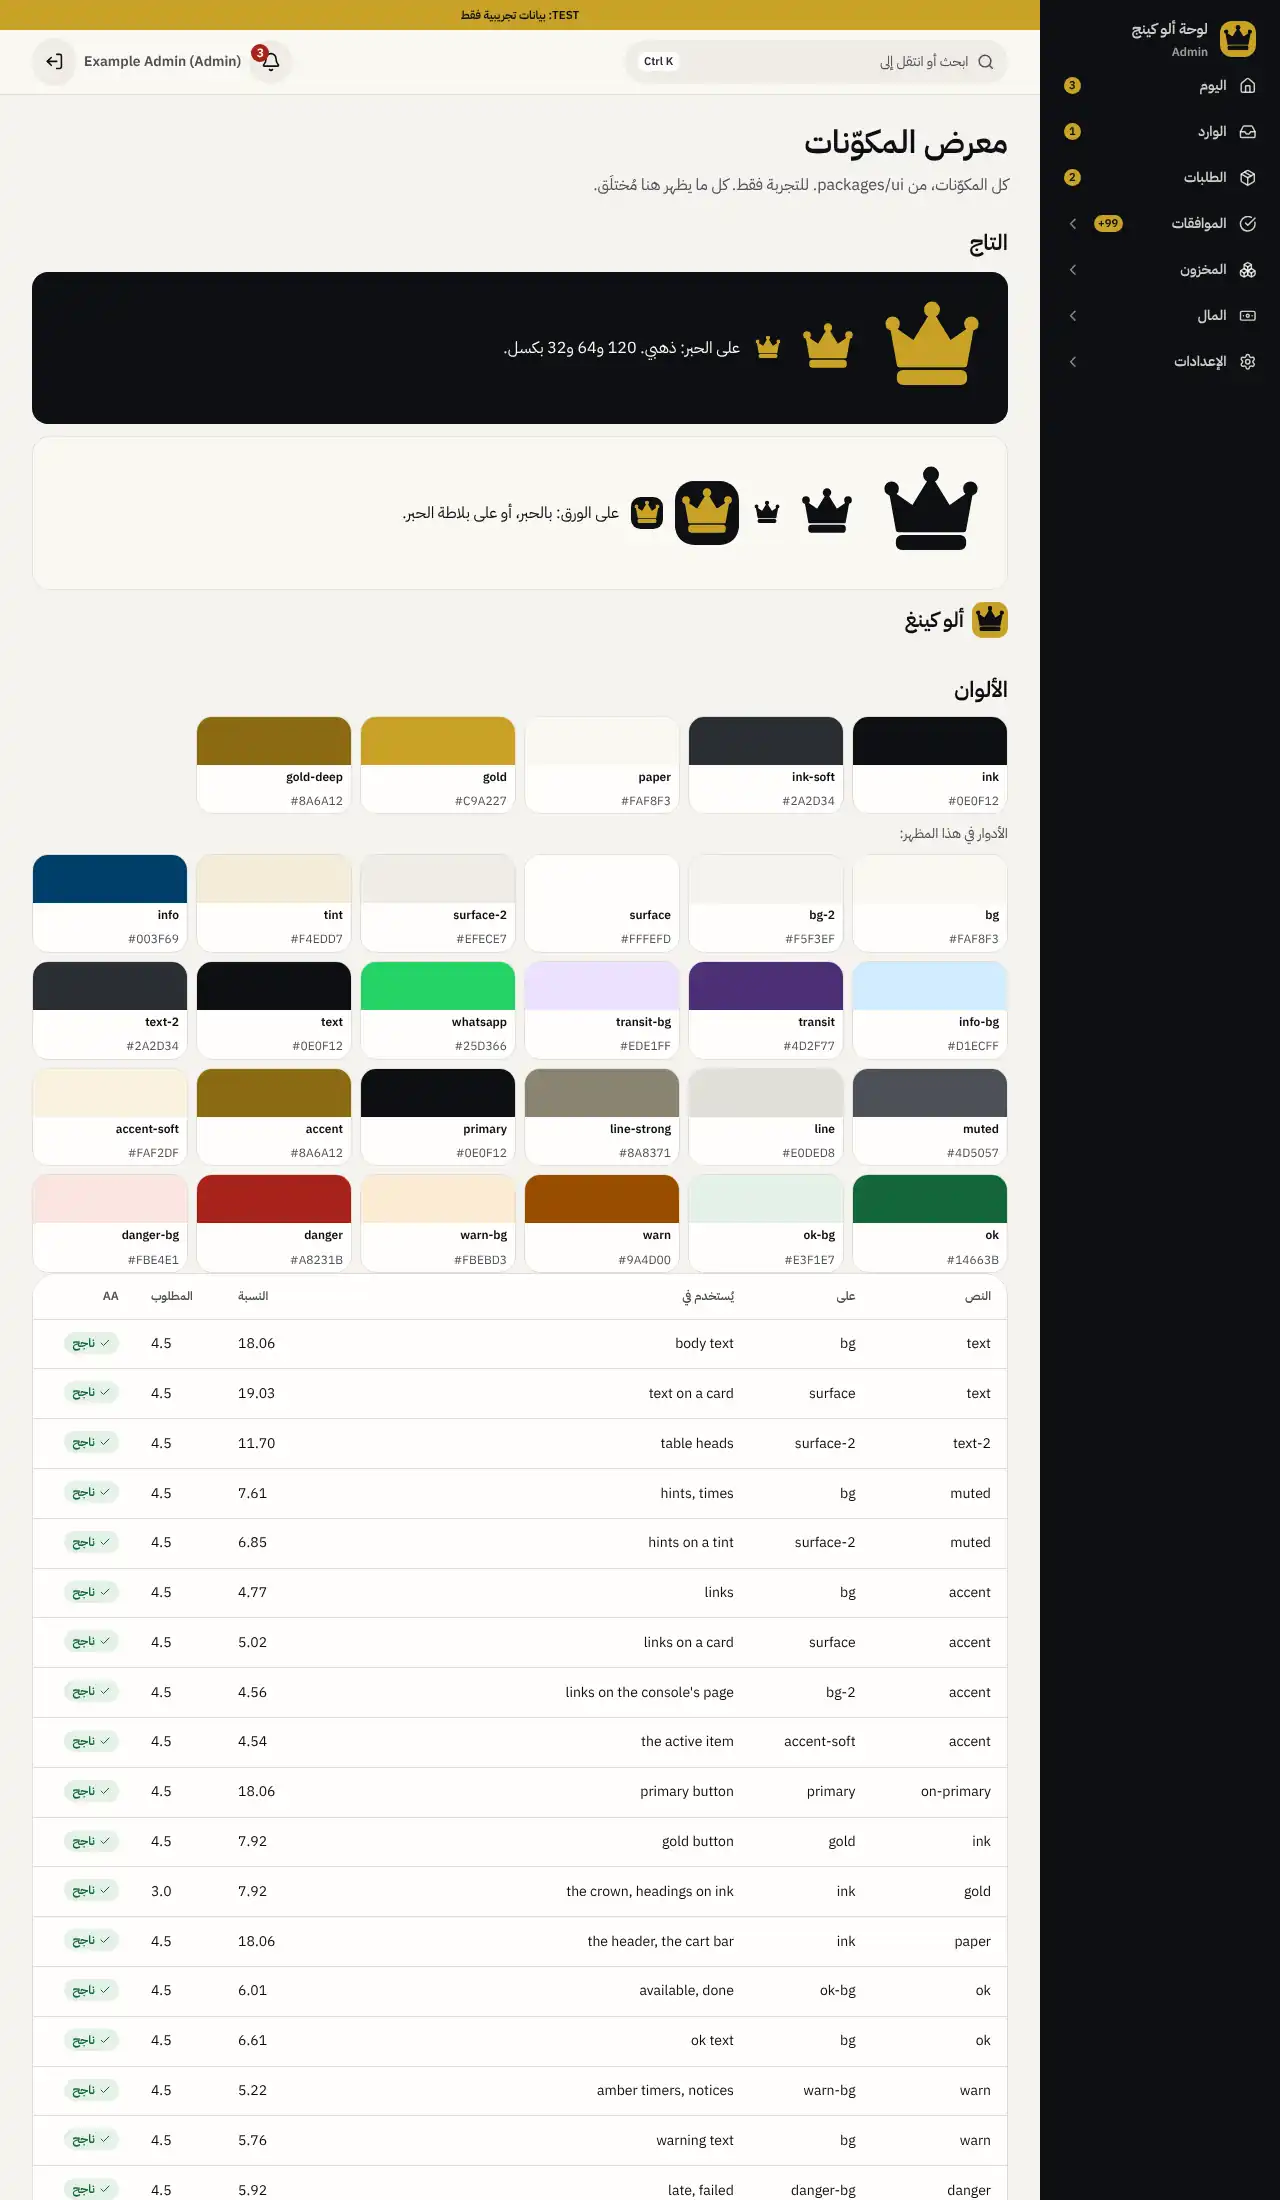 TEST: بيانات تجريبية فقط
لوحة ألو كينج
Admin
اليوم 3
الوارد 1
الطلبات 2
الموافقات 99+
المخزون
المال
الإعدادات
ابحث أو انتقل إلى Ctrl K
3 Example Admin (Admin)
معرض المكوّنات
كل المكوّنات، من packages/ui. للتجربة فقط. كل ما يظهر هنا مُختلَق.
التاج
على الحبر: ذهبي. 120 و64 و32 بكسل.
على الورق: بالحبر، أو على بلاطة الحبر.
ألو كينغ
الألوان
ink ink-soft paper gold gold-deep
#0E0F12 #2A2D34 #FAF8F3 #C9A227 #8A6A12
الأدوار في هذا المظهر:
bg bg-2 surface surface-2 tint info
#FAF8F3 #F5F3EF #FFFEFD #EFECE7 #F4EDD7 #003F69
info-bg transit transit-bg whatsapp text text-2
#D1ECFF #4D2F77 #EDE1FF #25D366 #0E0F12 #2A2D34
muted line line-strong primary accent accent-soft
#4D5057 #E0DED8 #8A8371 #0E0F12 #8A6A12 #FAF2DF
ok ok-bg warn warn-bg danger danger-bg
#14663B #E3F1E7 #9A4D00 #FBEBD3 #A8231B #FBE4E1
النص على يُستخدم في النسبة المطلوب AA
text bg body text 18.06 4.5 ناجح
text surface text on a card 19.03 4.5 ناجح
text-2 surface-2 table heads 11.70 4.5 ناجح
muted bg hints, times 7.61 4.5 ناجح
muted surface-2 hints on a tint 6.85 4.5 ناجح
accent bg links 4.77 4.5 ناجح
accent surface links on a card 5.02 4.5 ناجح
accent bg-2 links on the console's page 4.56 4.5 ناجح
accent accent-soft the active item 4.54 4.5 ناجح
on-primary primary primary button 18.06 4.5 ناجح
ink gold gold button 7.92 4.5 ناجح
gold ink the crown, headings on ink 7.92 3.0 ناجح
paper ink the header, the cart bar 18.06 4.5 ناجح
ok ok-bg available, done 6.01 4.5 ناجح
ok bg ok text 6.61 4.5 ناجح
warn warn-bg amber timers, notices 5.22 4.5 ناجح
warn bg warning text 5.76 4.5 ناجح
danger danger-bg late, failed 5.92 4.5 ناجح